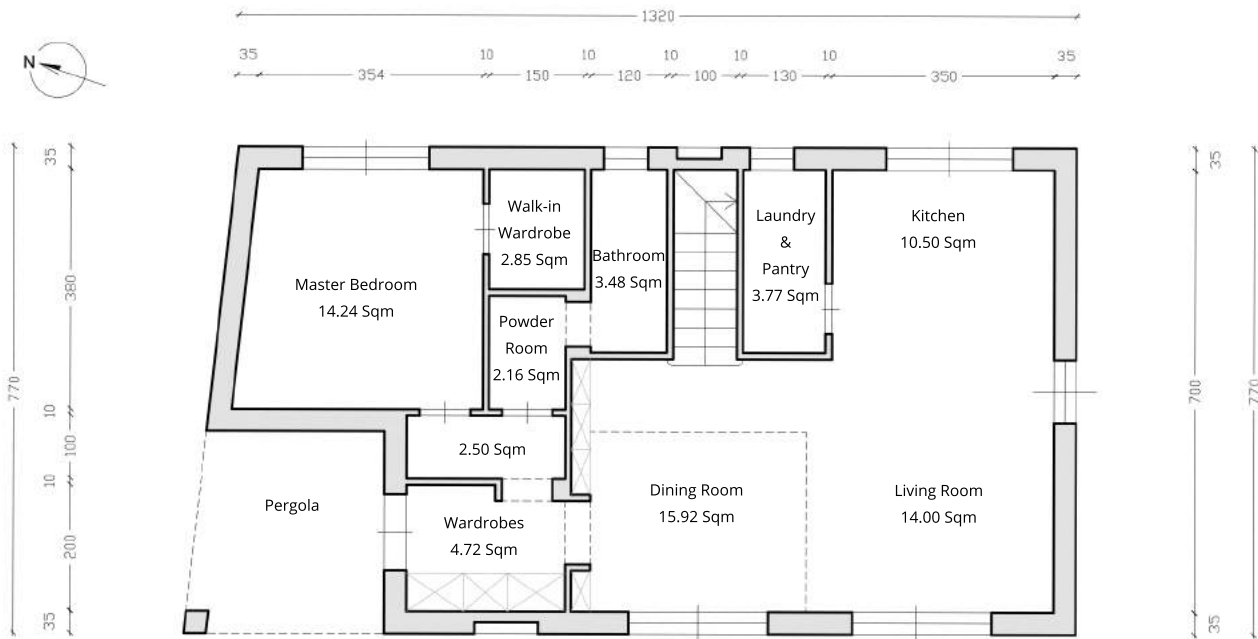 1320
N
35
10
10
10
10
10
35
354
150
120
100
130
350
35
35
Walk-in
Wardrobe
2.85 Sqm
Laundry
&
Pantry
3.77 Sqm
Kitchen
10.50 Sqm
Bathroom
3.48 Sqm
Master Bedroom
14.24 Sqm
380
Powder
Room
2.16 Sqm
770
700
770
10
100
10
2.50 Sqm
Pergola
Dining Room
15.92 Sqm
Living Room
14.00 Sqm
Wardrobes
4.72 Sqm
200
35
35